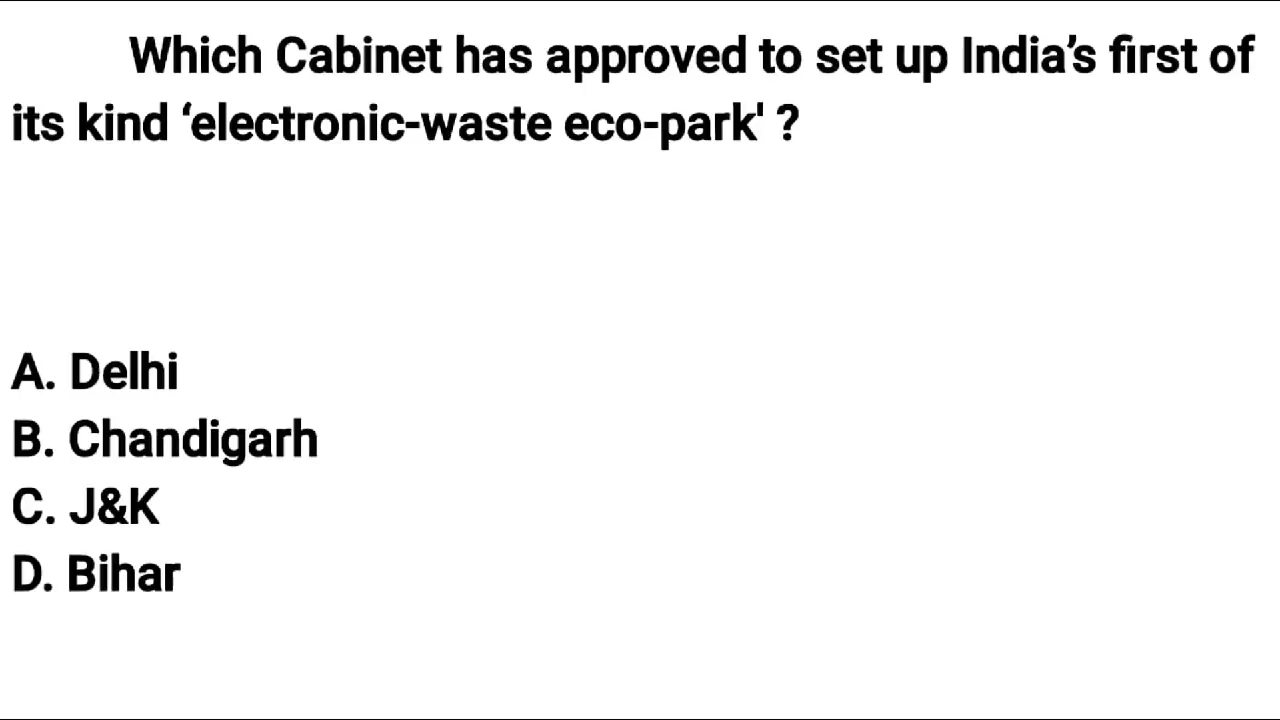 Which Cabinet has approved to set up India’s first of
its kind ‘electronic-waste eco-park' ?
A. Delhi
B. Chandigarh
C. J&K
D. Bihar